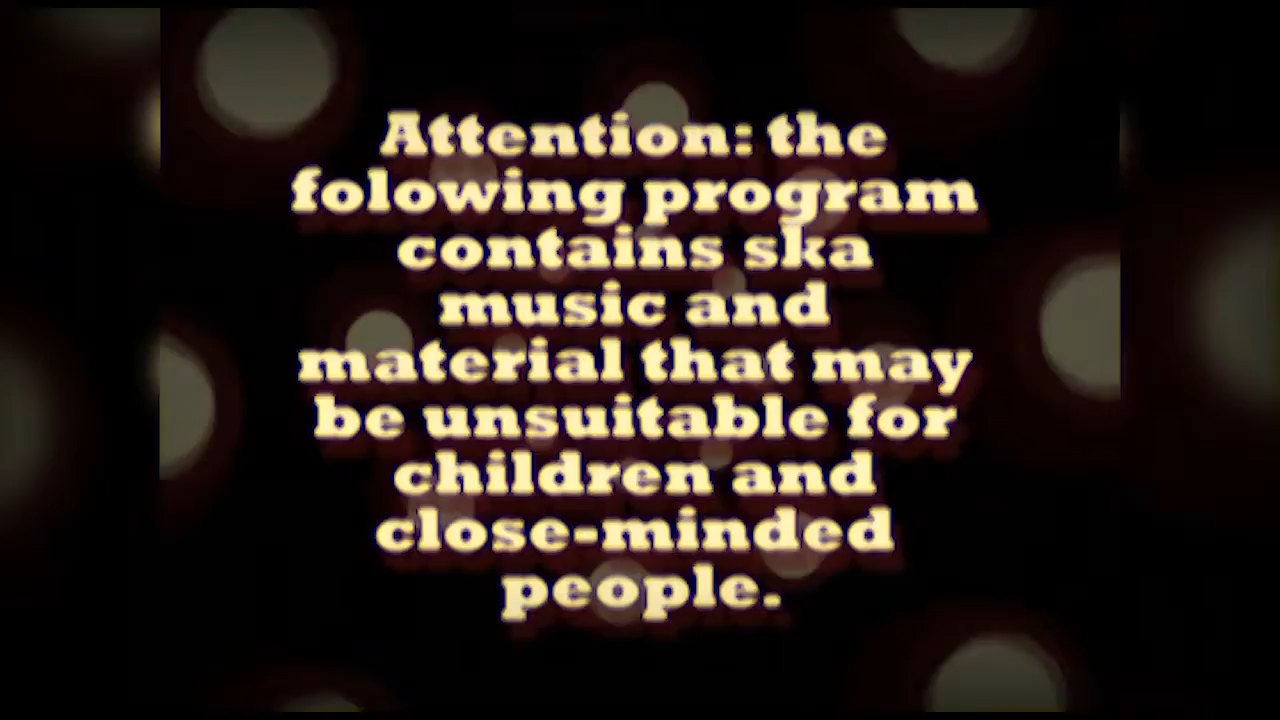 Attention: the
folowing program
contains ska
music and
material that may
be unsuitable for
children and
close-minded
people.